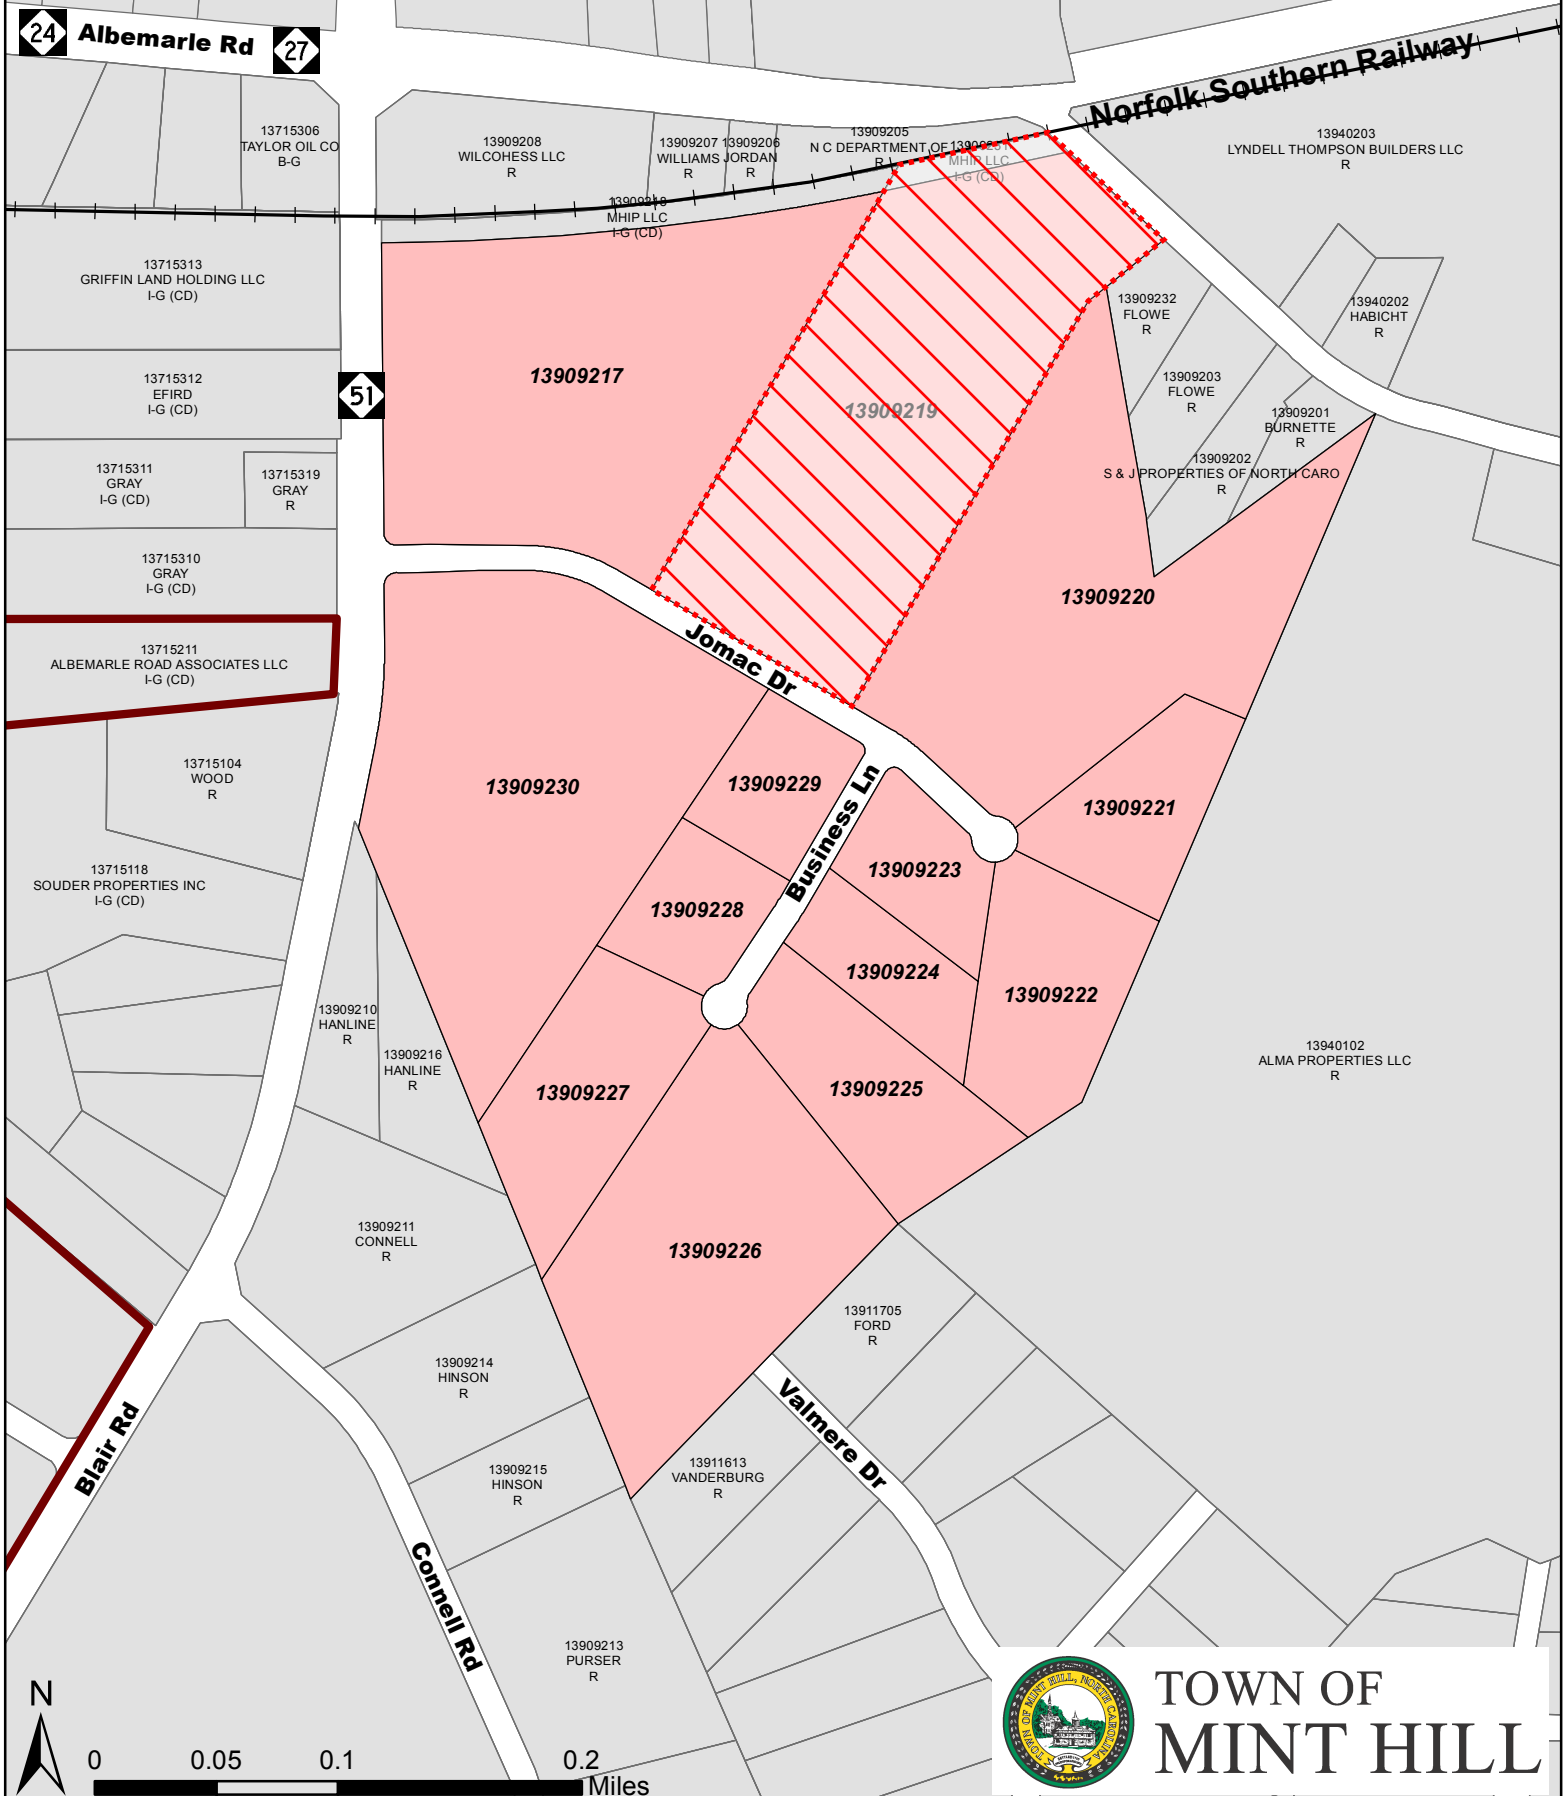 24
Albemarle Rd
27
Norfolk Southern Railway
13715306
TAYLOR OIL CO
B-G
13909208
WILCOHESS LLC
R
13909207
WILLIAMS
R
13909206
JORDAN
R
13909205
N C DEPARTMENT OF
R
MHIP LLC
I-G (CD)
13940203
LYNDELL THOMPSON BUILDERS LLC
R
13909218
MHIP LLC
I-G (CD)
13715313
GRIFFIN LAND HOLDING LLC
I-G (CD)
13909232
FLOWE
R
13940202
HABICHT
R
13715312
EFIRD
I-G (CD)
51
13909217
13909219
13909203
FLOWE
R
13909201
BURNETTE
R
13909202
S & J PROPERTIES OF NORTH CARO
R
13715311
GRAY
I-G (CD)
13715319
GRAY
R
13715310
GRAY
I-G (CD)
13909220
13715211
ALBEMARLE ROAD ASSOCIATES LLC
I-G (CD)
Jomac Dr
13715104
WOOD
R
13909230
13909229
13909221
Business Ln
13715118
SOUDER PROPERTIES INC
I-G (CD)
13909223
13909228
13909224
13909222
13909210
HANLINE
R
13909216
HANLINE
R
13940102
ALMA PROPERTIES LLC
R
13909227
13909225
13909211
CONNELL
R
13909226
13911705
FORD
R
13909214
HINSON
R
Valmere Dr
Blair Rd
13909215
HINSON
R
13911613
VANDERBURG
R
Connell Rd
13909213
PURSER
R
N
0 0.05 0.1 0.2
Miles
TOWN OF MINT HILL, NORTH CAROLINA
TOWN OF
MINT HILL